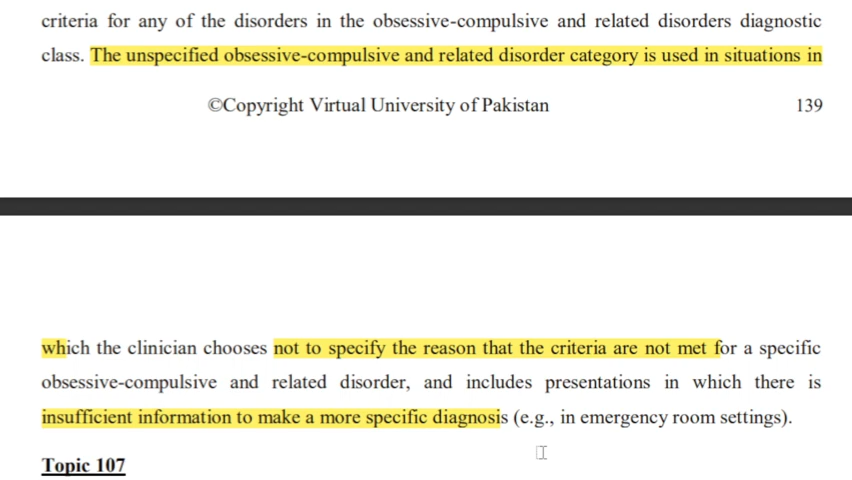 criteria for any of the disorders in the obsessive-compulsive and related disorders diagnostic
class. The unspecified obsessive-compulsive and related disorder category is used in situations in
©Copyright Virtual University of Pakistan 139
which the clinician chooses not to specify the reason that the criteria are not met for a specific
obsessive-compulsive and related disorder, and includes presentations in which there is
insufficient information to make a more specific diagnosis (e.g., in emergency room settings).
Topic 107